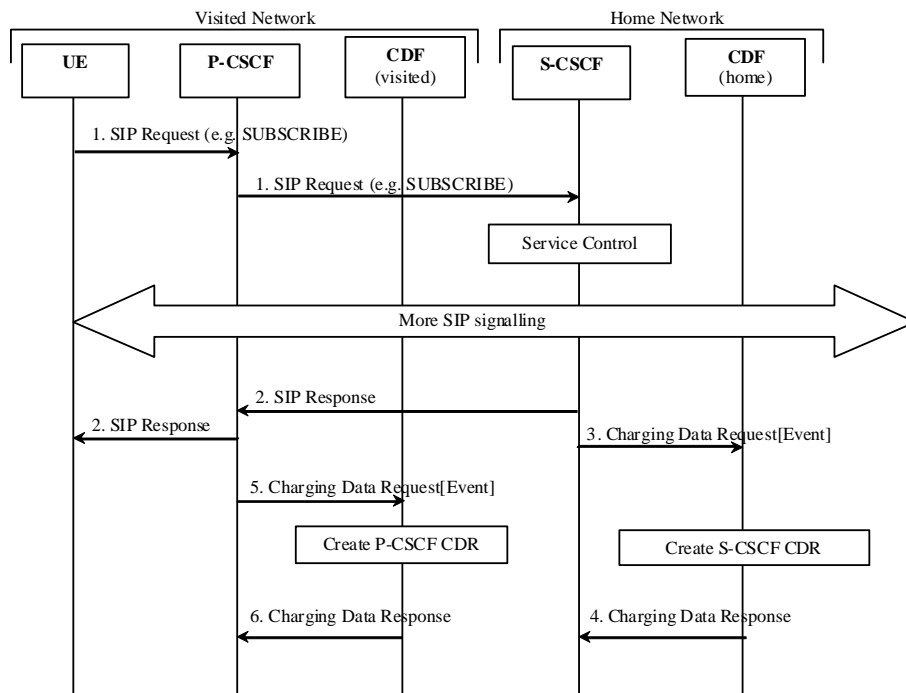 Visited Network
Home Network
UE
P-CSCF
CDF
(visited)
S-CSCF
CDF
(home)
1. SIP Request (e.g. SUBSCRIBE)
1. SIP Request (e.g. SUBSCRIBE)
Service Control
More SIP signalling
2. SIP Response
2. SIP Response
3. Charging Data Request[Event]
5. Charging Data Request[Event]
Create P-CSCF CDR
Create S-CSCF CDR
6. Charging Data Response
4. Charging Data Response